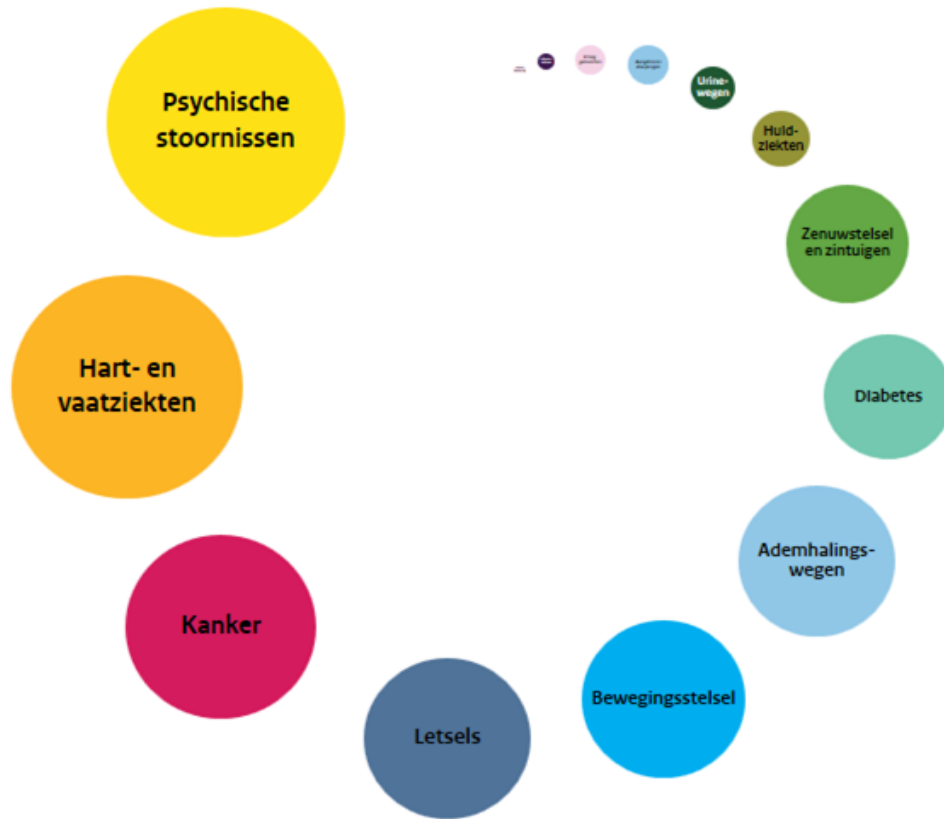 Psychische
stoornissen
Urine-
wegen
Huid-
ziekten
Zenuwstelsel
en zintuigen
Diabetes
Hart- en
vaatziekten
Ademhalings-
wegen
Kanker
Bewegingsstelsel
Letsels